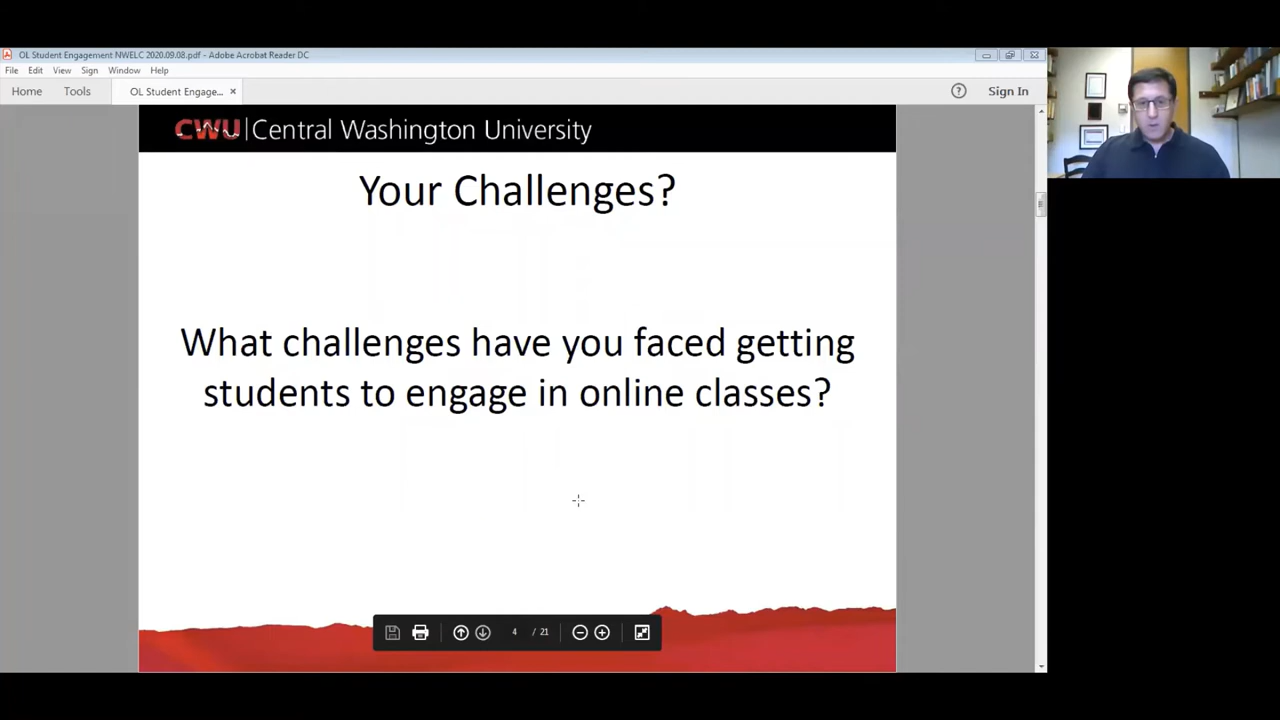 OL Student Engagement NWELC 2020.09.08.pdf - Adobe Acrobat Reader DC
File Edit View Sign Window Help
Home Tools OL Student Engage... × ? Sign In
CWU | Central Washington University
Your Challenges?
What challenges have you faced getting
students to engage in online classes?
4 / 21